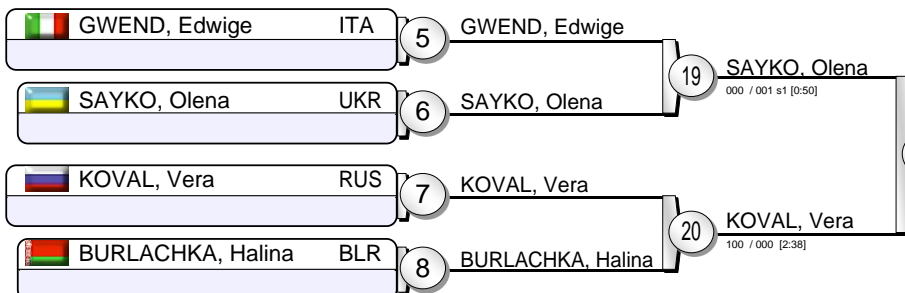 GWEND, Edwige ITA
5
GWEND, Edwige
SAYKO, Olena UKR
6
SAYKO, Olena
19
SAYKO, Olena
000 / 001 s1 [0:50]
KOVAL, Vera RUS
7
KOVAL, Vera
BURLACHKA, Halina BLR
8
BURLACHKA, Halina
20
KOVAL, Vera
100 / 000 [2:38]